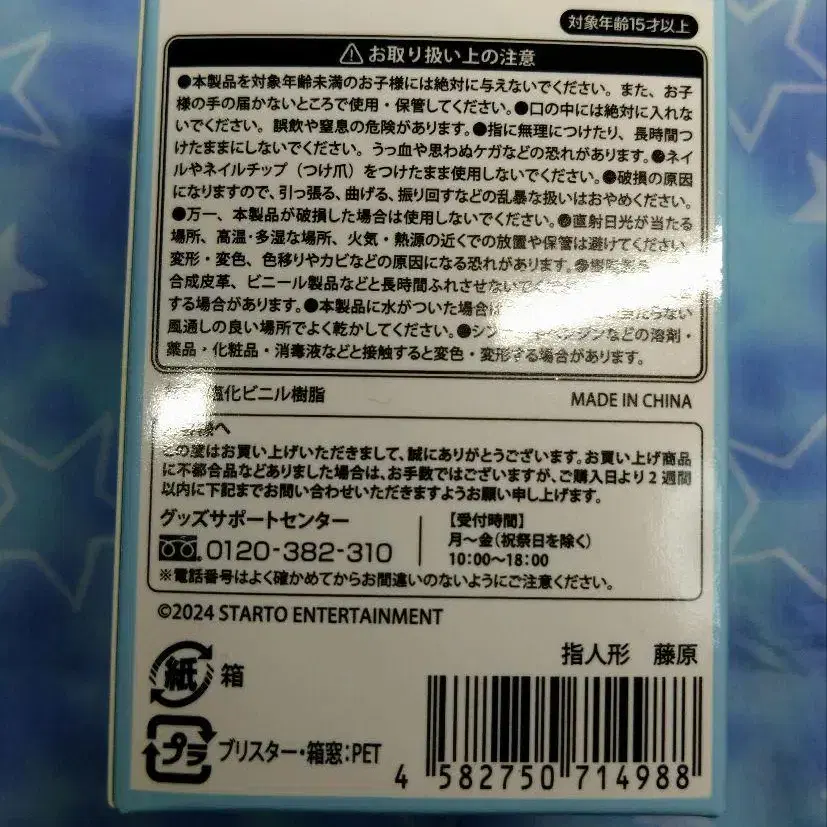 対象年齢15才以上
お取り扱い上の注意
●本製品を対象年齢未満のお子様には絶対に与えないでください。また、お子
様の手の届かないところで使用・保管してください。●口の中には絶対に入れな
いでください。誤飲や窒息の危険があります。●指に無理につけたり、長時間つ
けたままにしないでください。うっ血や思わぬケガなどの恐れがあります。●ネイ
ルやネイルチップ（つけ爪）をつけたまま使用しないでください。●破損の原因
になりますので、引っ張る、曲げる、振り回すなどの乱暴な扱いはおやめください。
●万一、本製品が破損した場合は使用しないでください。●直射日光が当たる
場所、高温・多湿な場所、火気・熱源の近くでの放置や保管は避けてください。
変形・変色、色移りやカビなどの原因になる恐れがあります。
合成皮革、ビニール製品などと長時間ふれさせないでく
する場合があります。●本製品に水がついた場合は 当たらない
風通しの良い場所でよく乾かしてください。●シンナーやベンジンなどの溶剤・
薬品・化粧品・消毒液などと接触すると変色・変形する場合があります。
塩化ビニル樹脂
MADE IN CHINA
様へ
この度はお買い上げいただきまして、誠にありがとうございます。お買い上げ商品
に不都合品などありました場合は、お手数ではございますが、ご購入日より2週間
以内に下記までお問い合わせいただきますようお願い申し上げます。
グッズサポートセンター
0120-382-310
【受付時間】
月〜金（祝祭日を除く）
10:00〜18:00
※電話番号はよく確かめてからお間違いのないようにご注意ください。
©2024 STARTO ENTERTAINMENT
紙 箱
指人形 藤原
プラ ブリスター・箱窓:PET
4 582750 714988